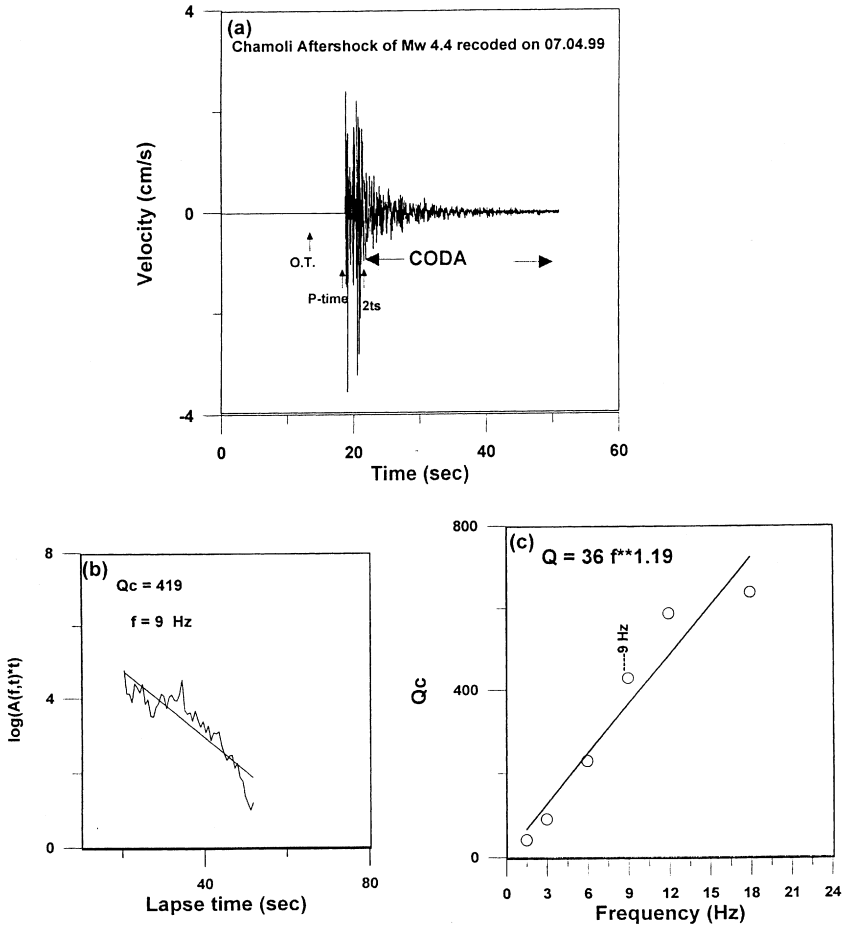 (a)
Chamoli Aftershock of Mw 4.4 recoded on 07.04.99
4
0
-4
Velocity (cm/s)
O.T.
P-time
2ts
CODA
0
20
40
60
Time (sec)
(b)
Qc = 419
f = 9 Hz
8
4
0
log(A(f,t)*t)
40
80
Lapse time (sec)
(c)
Q = 36 f**1.19
9 Hz
800
400
0
Qc
0
3
6
9
12
15
18
21
24
Frequency (Hz)